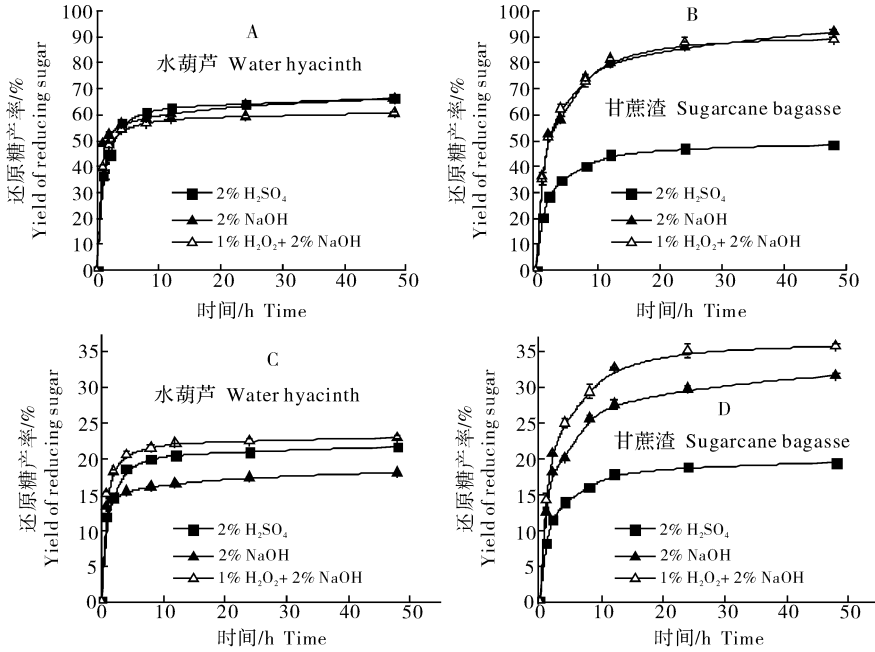 A
水葫芦 Water hyacinth
还原糖产率/%
Yield of reducing sugar
100
90
80
70
60
50
40
30
20
10
0
2% H₂SO₄
2% NaOH
1% H₂O₂+ 2% NaOH
0 10 20 30 40 50
时间/h Time
B
甘蔗渣 Sugarcane bagasse
还原糖产率/%
Yield of reducing sugar
100
90
80
70
60
50
40
30
20
10
0
2% H₂SO₄
2% NaOH
1% H₂O₂+ 2% NaOH
0 10 20 30 40 50
时间/h Time
C
水葫芦 Water hyacinth
还原糖产率/%
Yield of reducing sugar
35
30
25
20
15
10
5
0
2% H₂SO₄
2% NaOH
1% H₂O₂+ 2% NaOH
0 10 20 30 40 50
时间/h Time
D
甘蔗渣 Sugarcane bagasse
还原糖产率/%
Yield of reducing sugar
35
30
25
20
15
10
5
0
2% H₂SO₄
2% NaOH
1% H₂O₂+ 2% NaOH
0 10 20 30 40 50
时间/h Time